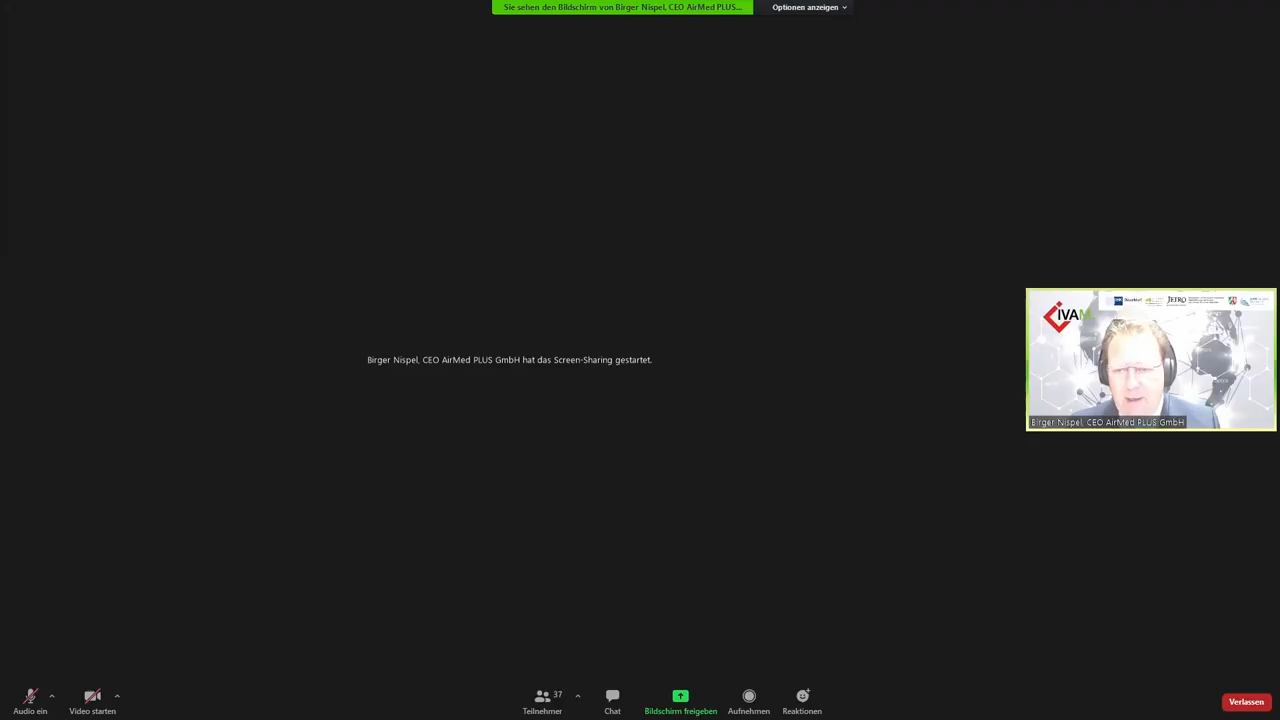 Sie sehen den Bildschirm von Birger Nispel, CEO AirMed PLUS...
Optionen anzeigen
IVAM
JETRO
Birger Nispel, CEO AirMed PLUS GmbH hat das Screen-Sharing gestartet.
Birger Nispel, CEO AirMed PLUS GmbH
37
Audio ein
Video starten
Teilnehmer
Chat
Bildschirm freigeben
Aufnehmen
Reaktionen
Verlassen